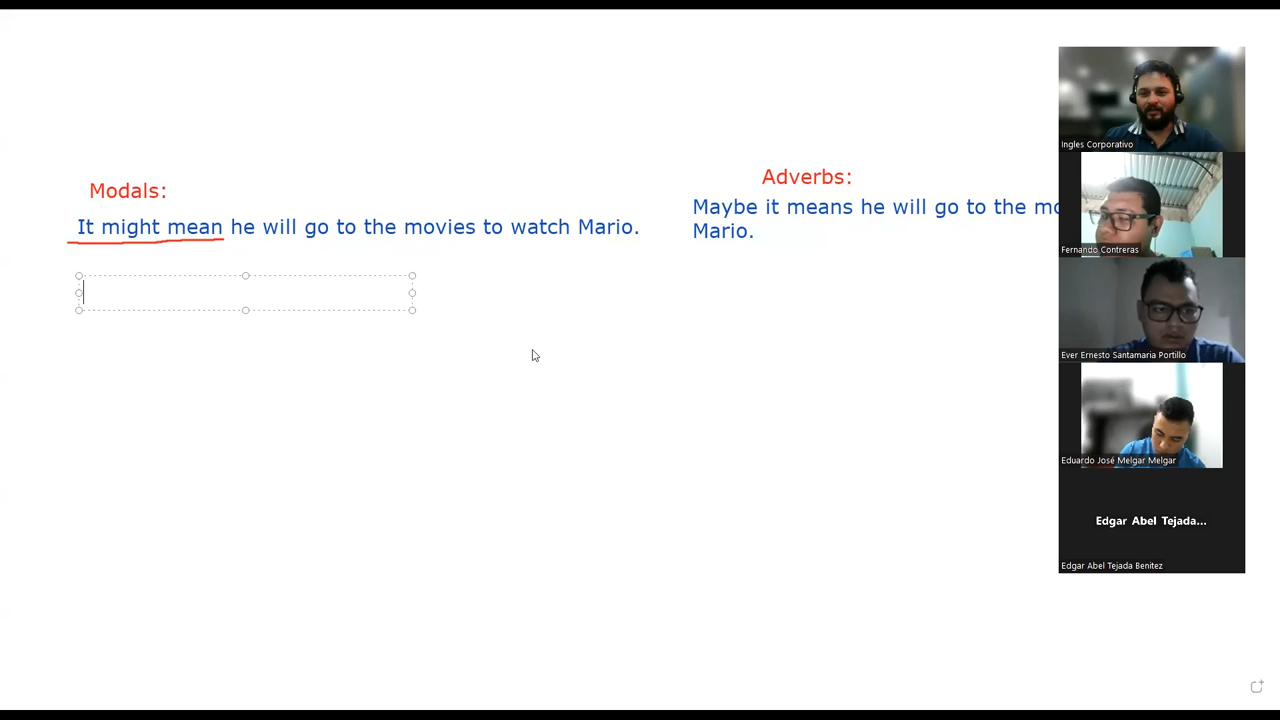 Modals:
It might mean he will go to the movies to watch Mario.
Adverbs:
Maybe it means he will go to the mo
Mario.
Ingles Corporativo
Fernando Contreras
Ever Ernesto Santamaria Portillo
Eduardo José Melgar Melgar
Edgar Abel Tejada...
Edgar Abel Tejada Benitez